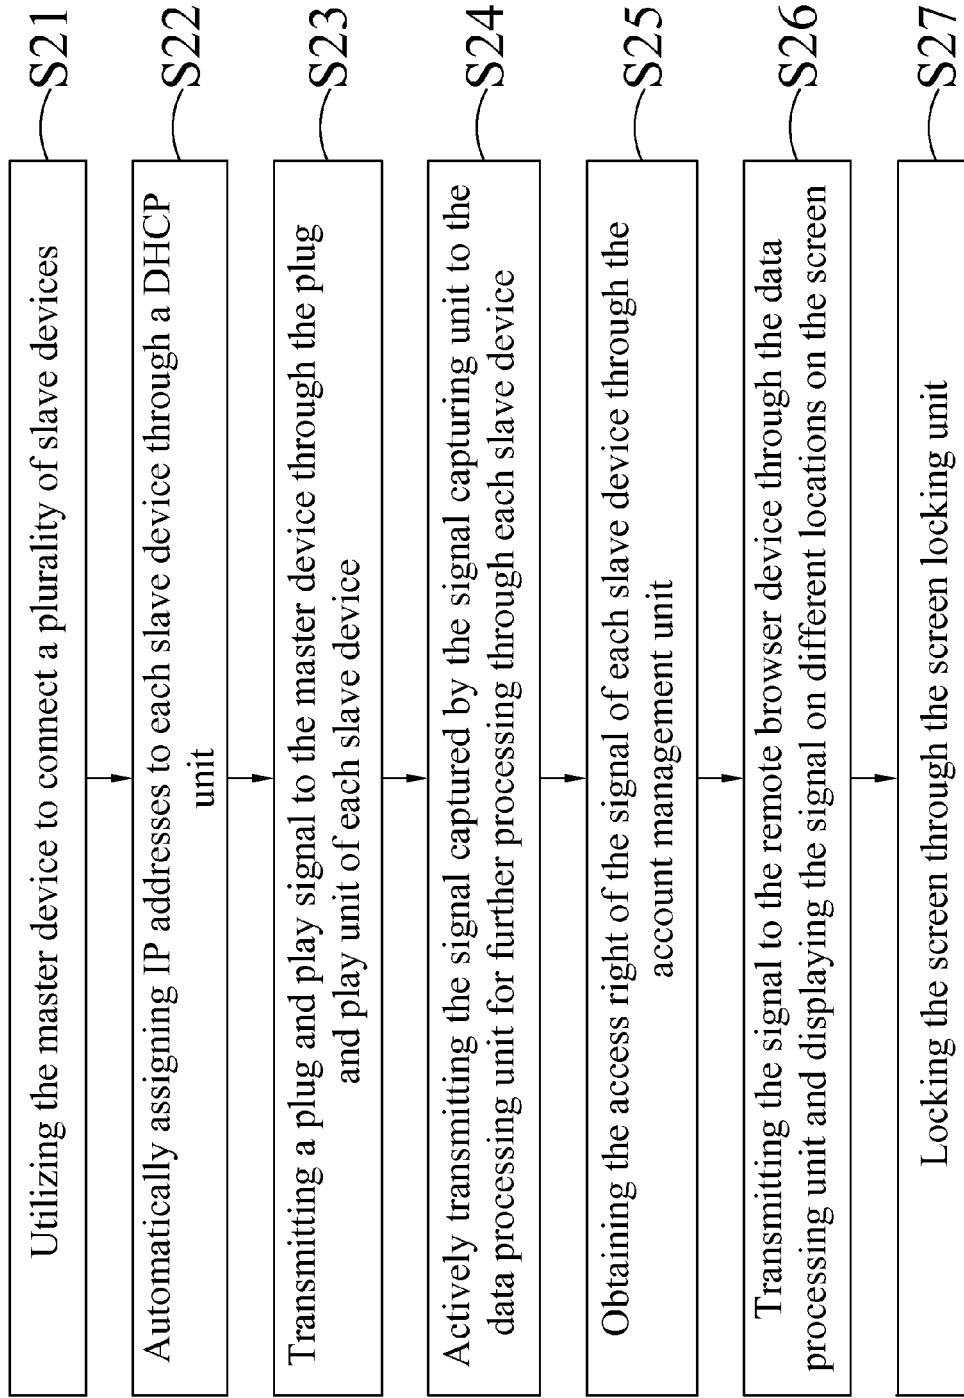 Utilizing the master device to connect a plurality of slave devices
S21
Automatically assigning IP addresses to each slave device through a DHCP
unit
S22
Transmitting a plug and play signal to the master device through the plug
and play unit of each slave device
S23
Actively transmitting the signal captured by the signal capturing unit to the
data processing unit for further processing through each slave device
S24
Obtaining the access right of the signal of each slave device through the
account management unit
S25
Transmitting the signal to the remote browser device through the data
processing unit and displaying the signal on different locations on the screen
S26
Locking the screen through the screen locking unit
S27